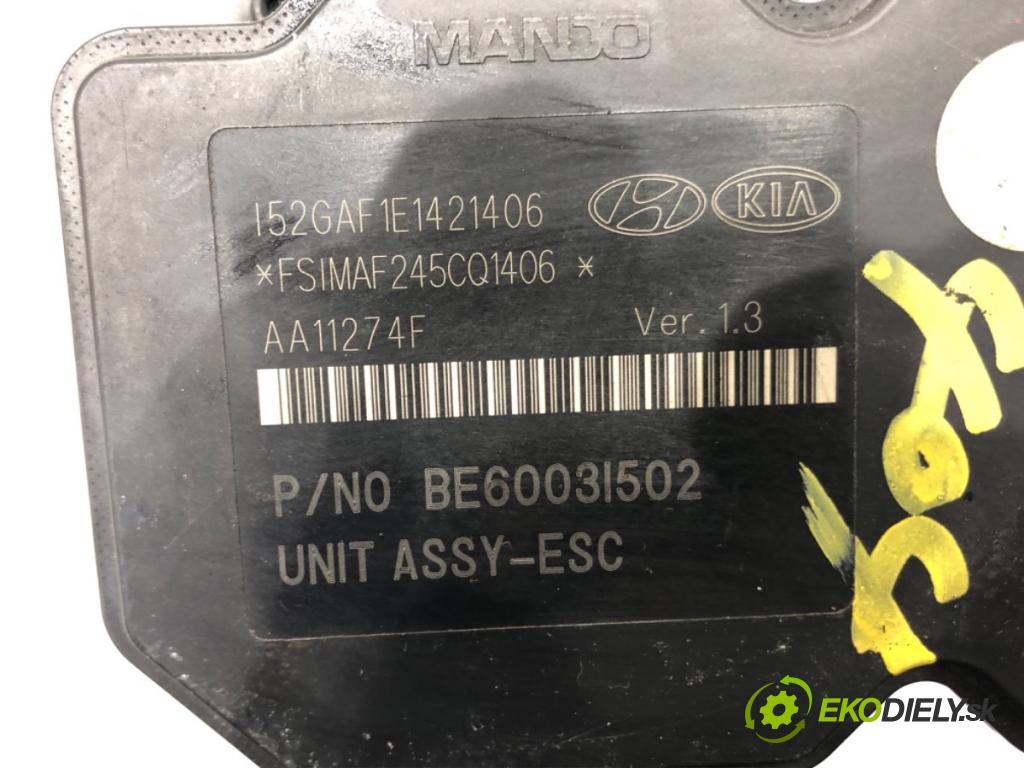 MANDO
I52GAF1E1421406 KIA
*FSIMAF245CQ1406 *
AA11274F Ver. 1.3
P/NO BE6003I502
UNIT ASSY-ESC
EKODIELY.sk